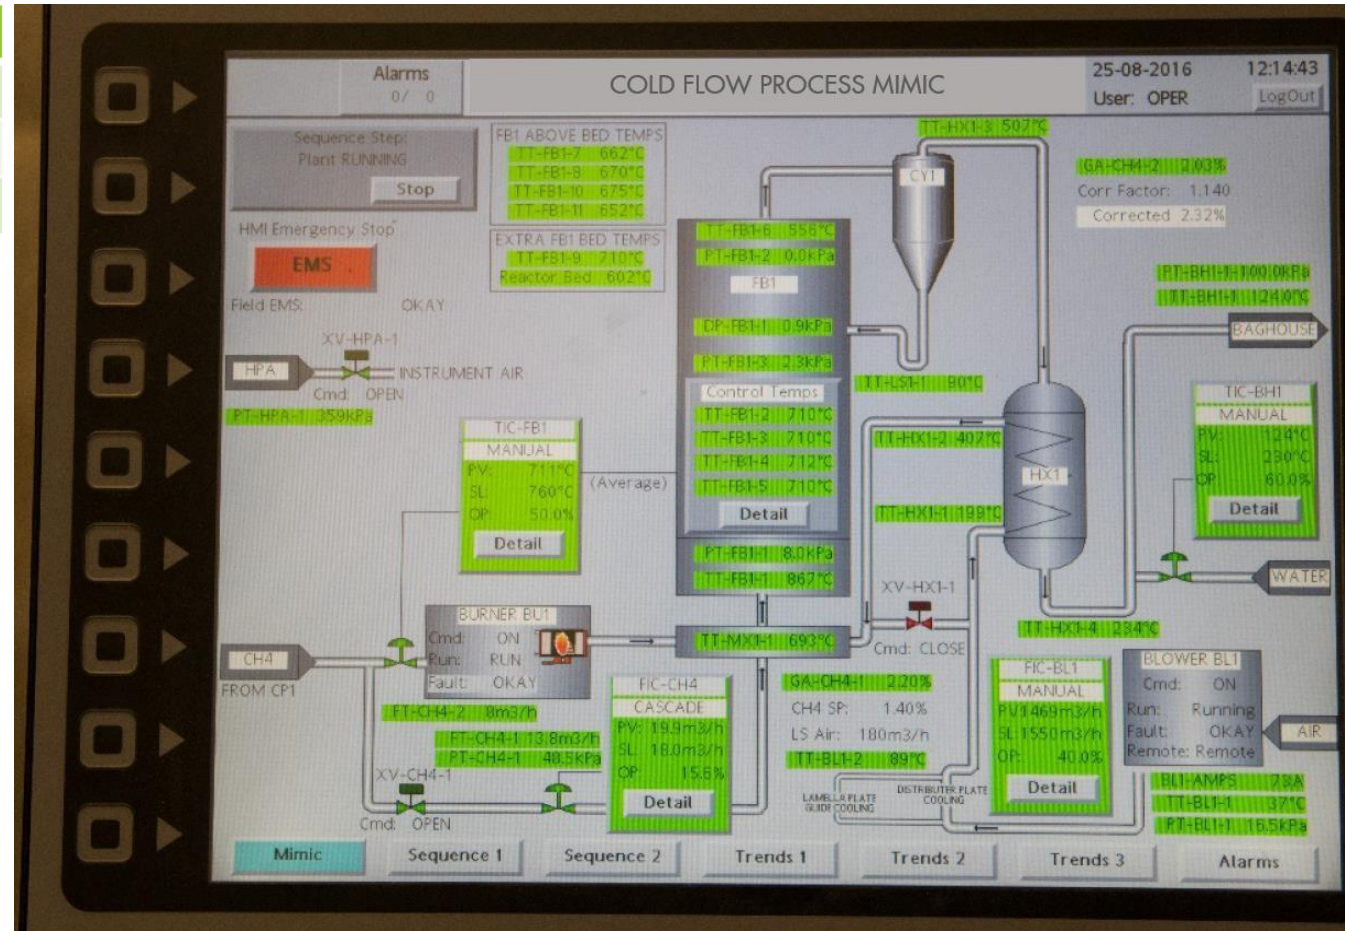 Alarms
0/ 0
COLD FLOW PROCESS MIMIC
25-08-2016 12:14:43
User: OPER LogOut
Sequence Step:
Plant RUNNING
Stop
HMI Emergency Stop
EMS
Field EMS: OKAY
FB1 ABOVE BED TEMPS
TT-FB1-7 662°C
TT-FB1-8 670°C
TT-FB1-10 675°C
TT-FB1-11 652°C
EXTRA FB1 BED TEMPS
TT-FB1-9 710°C
Reactor Bed 602°C
XV-HPA-1
HPA
INSTRUMENT AIR
Cmd: OPEN
PT-HPA-1 359kPa
TT-FB1-6 556°C
PT-FB1-2 0.0kPa
FB1
DP-FB1-1 0.9kPa
PT-FB1-3 2.3kPa
Control Temps
TT-FB1-2 710°C
TT-FB1-3 710°C
TT-FB1-4 712°C
TT-FB1-5 710°C
Detail
PT-FB1-1 8.0kPa
TT-FB1-1 867°C
TT-MX1-1 693°C
CY1
TT-HX1-3 507°C
TT-LS1-1 90°C
TT-HX1-2 407°C
HX1
TT-HX1-1 199°C
TT-HX1-4 234°C
XV-HX1-1
Cmd: CLOSE
GA-CH4-2 2.03%
Corr Factor: 1.140
Corrected 2.32%
PT-BH1-1-100.0kPa
TT-BH1-1 124.0°C
BAGHOUSE
TIC-BH1
MANUAL
PV: 124°C
SL: 230°C
OP: 60.0%
Detail
WATER
TIC-FB1
MANUAL
PV: 711°C
SL: 760°C
OP: 50.0%
Detail
(Average)
BURNER BU1
Cmd: ON
Run: RUN
Fault: OKAY
CH4
FROM CP1
FT-CH4-2 8m3/h
FT-CH4-1 13.8m3/h
PT-CH4-1 48.5kPa
XV-CH4-1
Cmd: OPEN
FIC-CH4
CASCADE
PV: 19.9m3/h
SL: 18.0m3/h
OP: 15.6%
Detail
GA-CH4-1 2.20%
CH4 SP: 1.40%
LS Air: 180m3/h
TT-BL1-2 89°C
LAMELLA PLATE
GUIDE COOLING
DISTRIBUTER PLATE
COOLING
FIC-BL1
MANUAL
PV:1469m3/h
SL:1550m3/h
OP: 40.0%
Detail
BLOWER BL1
Cmd: ON
Run: Running
Fault: OKAY
Remote: Remote
AIR
BL1-AMPS 73A
TT-BL1-1 37°C
PT-BL1-1 16.5kPa
Mimic
Sequence 1
Sequence 2
Trends 1
Trends 2
Trends 3
Alarms